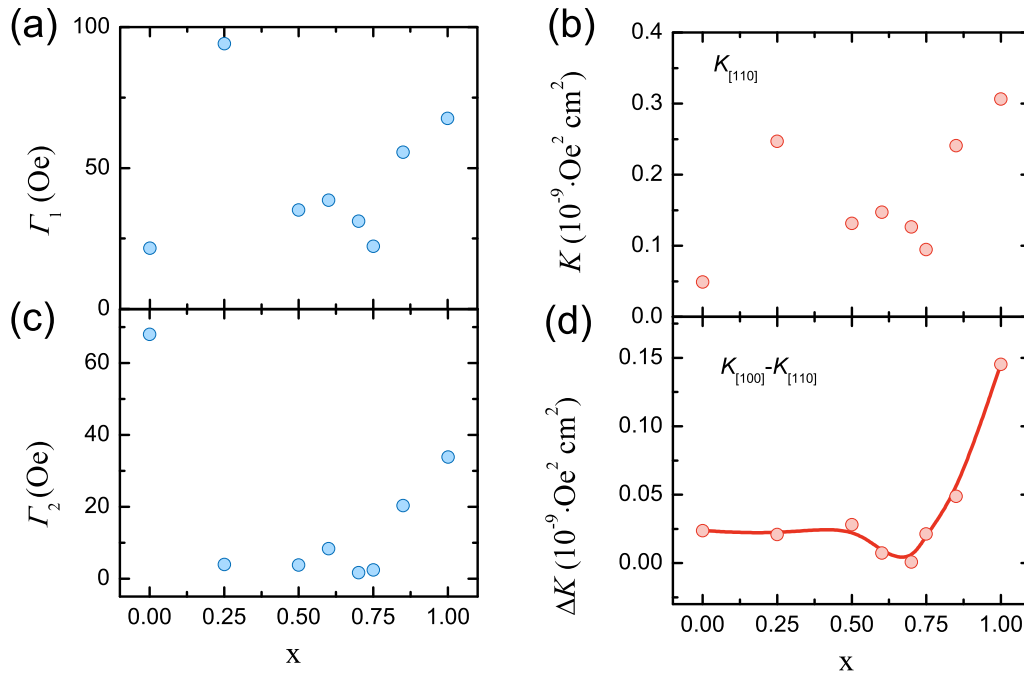 (a)
100
50
0
Γ1 (Oe)
(b)
0.4
0.3
0.2
0.1
0.0
K (10-9·Oe2 cm2)
K[110]
(c)
60
40
20
0
Γ2 (Oe)
0.00 0.25 0.50 0.75 1.00
x
(d)
0.15
0.10
0.05
0.00
ΔK (10-9·Oe2 cm2)
K[100]-K[110]
0.00 0.25 0.50 0.75 1.00
x